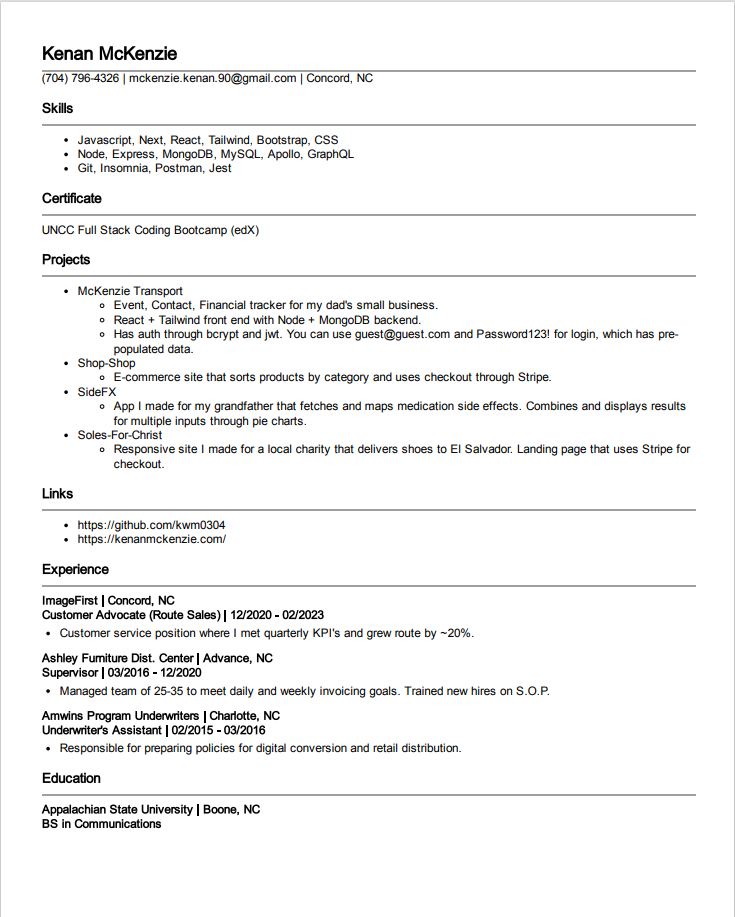 Kenan McKenzie
(704) 796-4326 | mckenzie.kenan.90@gmail.com | Concord, NC
Skills
Javascript, Next, React, Tailwind, Bootstrap, CSS
Node, Express, MongoDB, MySQL, Apollo, GraphQL
Git, Insomnia, Postman, Jest
Certificate
UNCC Full Stack Coding Bootcamp (edX)
Projects
McKenzie Transport
Event, Contact, Financial tracker for my dad's small business.
React + Tailwind front end with Node + MongoDB backend.
Has auth through bcrypt and jwt. You can use guest@guest.com and Password123! for login, which has pre-
populated data.
Shop-Shop
E-commerce site that sorts products by category and uses checkout through Stripe.
SideFX
App I made for my grandfather that fetches and maps medication side effects. Combines and displays results
for multiple inputs through pie charts.
Soles-For-Christ
Responsive site I made for a local charity that delivers shoes to El Salvador. Landing page that uses Stripe for
checkout.
Links
https://github.com/kwm0304
https://kenanmckenzie.com/
Experience
ImageFirst | Concord, NC
Customer Advocate (Route Sales) | 12/2020 - 02/2023
Customer service position where I met quarterly KPI's and grew route by ~20%.
Ashley Furniture Dist. Center | Advance, NC
Supervisor | 03/2016 - 12/2020
Managed team of 25-35 to meet daily and weekly invoicing goals. Trained new hires on S.O.P.
Amwins Program Underwriters | Charlotte, NC
Underwriter's Assistant | 02/2015 - 03/2016
Responsible for preparing policies for digital conversion and retail distribution.
Education
Appalachian State University | Boone, NC
BS in Communications